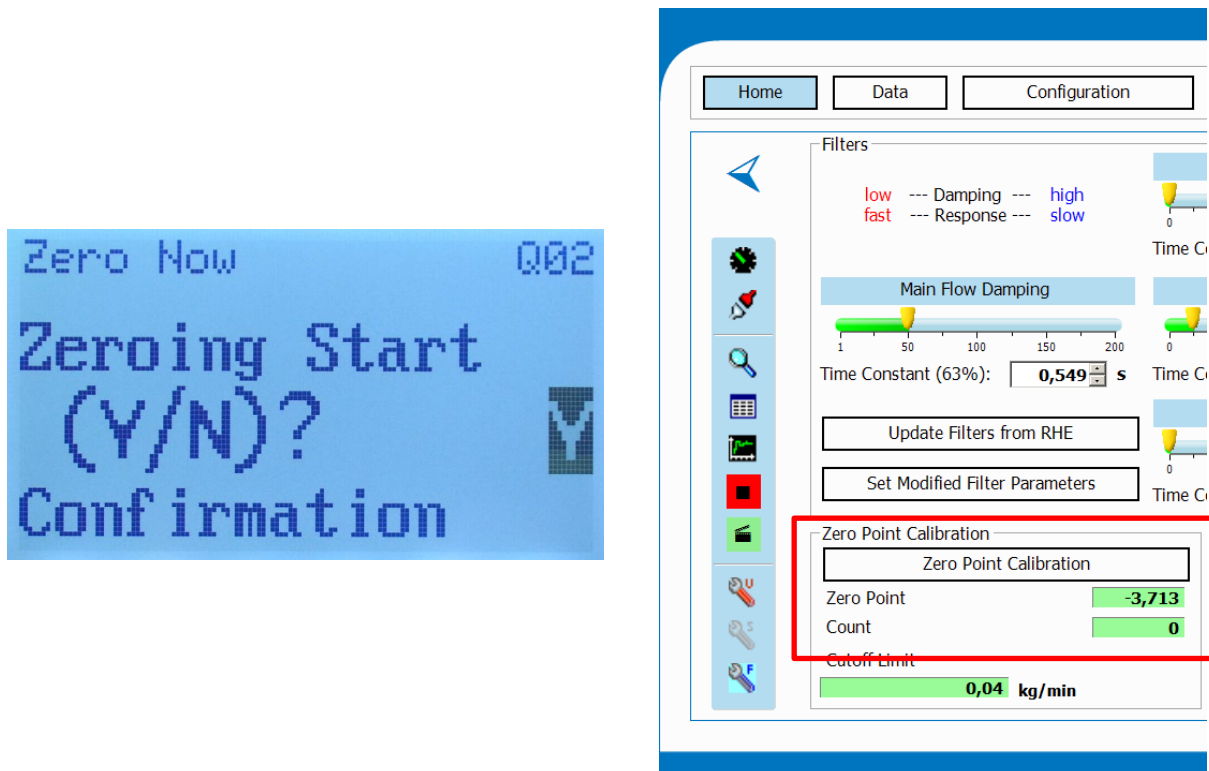 Zero Now Q02
Zeroing Start
(Y/N)? Y
Confirmation
Home Data Configuration
Filters
low --- Damping --- high
fast --- Response --- slow
0
Time Co
Main Flow Damping
1 50 100 150 200
0
Time Constant (63%): 0,549 s
Time Co
Update Filters from RHE
0
Set Modified Filter Parameters
Time Co
Zero Point Calibration
Zero Point Calibration
Zero Point -3,713
Count 0
Cutoff Limit
0,04 kg/min
U
S
F